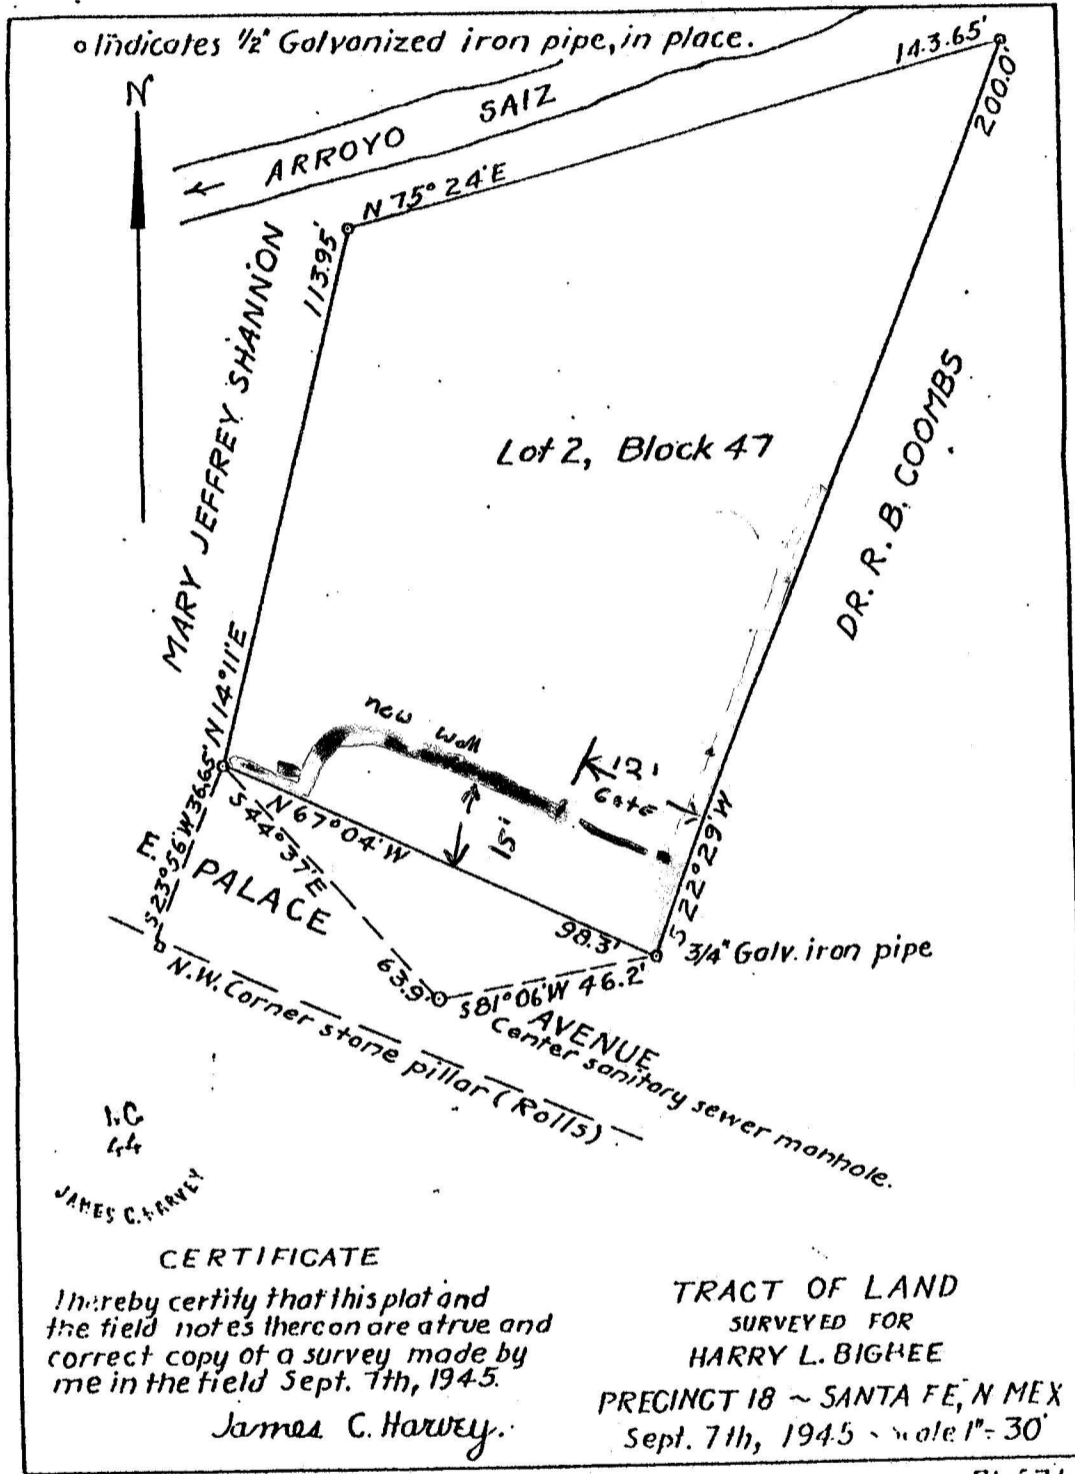 o Indicates 1/2" Galvanized iron pipe, in place.
N
ARROYO SAIZ
←
N 75° 24' E
143.65'
200.0'
113.95'
MARY JEFFREY SHANNON
Lot 2, Block 47
DR. R. B. COOMBS
N 14° 11' E
new wall
12'
Gate
15'
S 22° 29' W
N 67° 04' W
98.3'
S 23° 56' W 36.65'
S 44° 37' E
63.9
S 81° 06' W 46.2'
3/4" Galv. iron pipe
E. PALACE AVENUE
Center sanitary sewer manhole.
N.W. Corner stone pillar (Rolls)
JAMES C. HARVEY
CERTIFICATE
I hereby certify that this plat and
the field notes thereon are a true and
correct copy of a survey made by
me in the field Sept. 7th, 1945.
James C. Harvey.
TRACT OF LAND
SURVEYED FOR
HARRY L. BIGHEE
PRECINCT 18 ~ SANTA FE, N MEX
Sept. 7th, 1945 - 1" = 30'